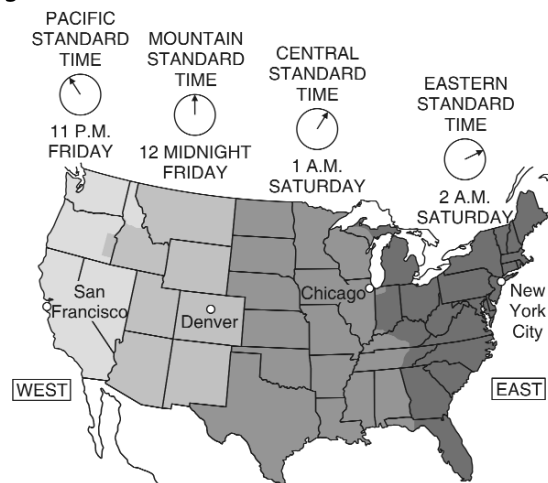 PACIFIC
STANDARD
TIME
11 P.M.
FRIDAY
MOUNTAIN
STANDARD
TIME
12 MIDNIGHT
FRIDAY
CENTRAL
STANDARD
TIME
1 A.M.
SATURDAY
EASTERN
STANDARD
TIME
2 A.M.
SATURDAY
San
Francisco
Denver
Chicago
New
York
City
WEST
EAST